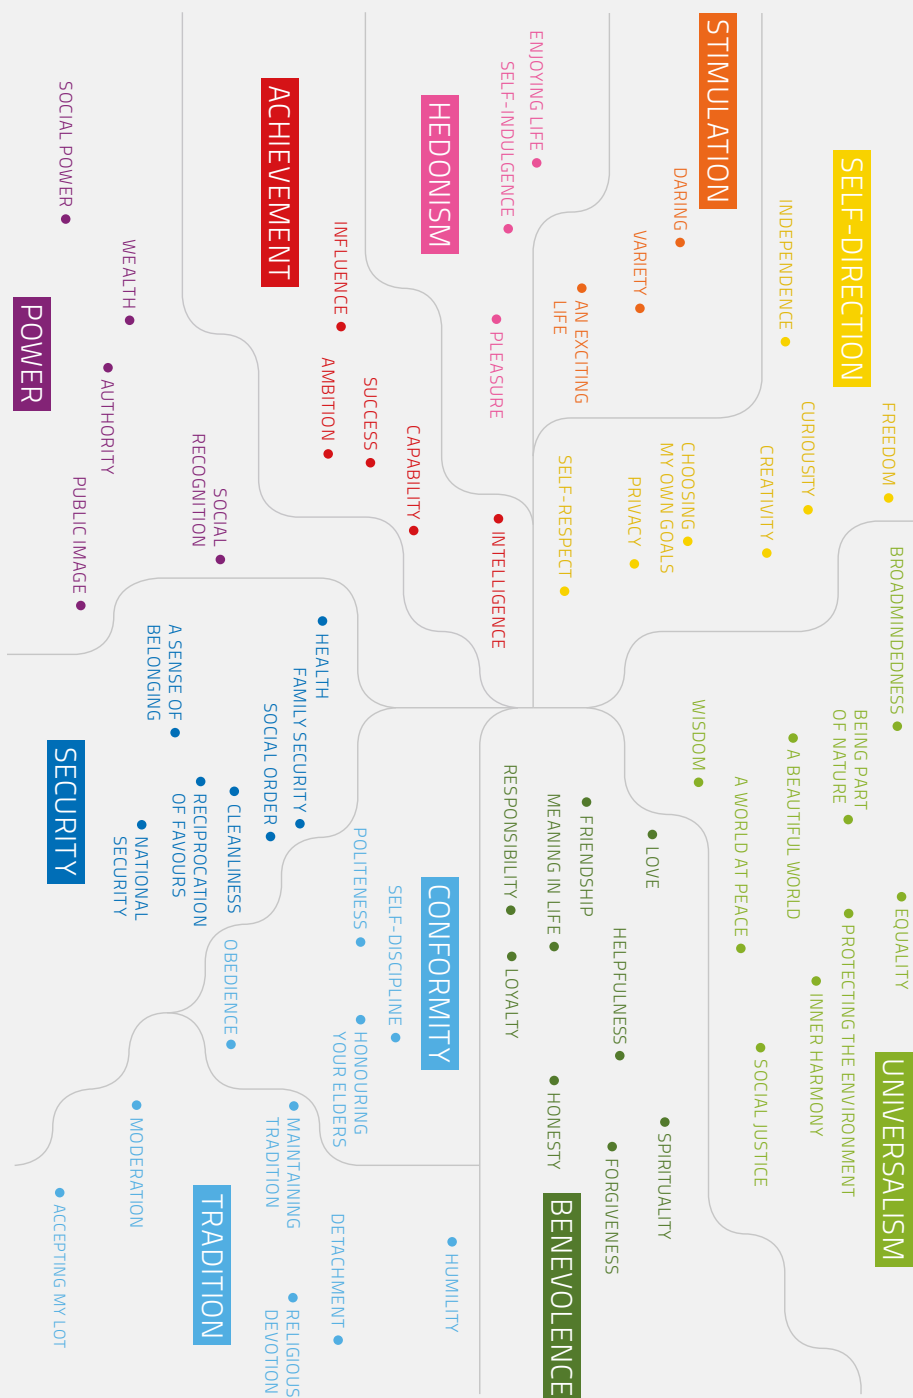 UNIVERSALISM
EQUALITY
BROADMINDEDNESS
BEING PART
OF NATURE
PROTECTING THE ENVIRONMENT
INNER HARMONY
A BEAUTIFUL WORLD
SOCIAL JUSTICE
A WORLD AT PEACE
WISDOM
SELF-DIRECTION
FREEDOM
CURIOUSITY
INDEPENDENCE
CREATIVITY
CHOOSING
MY OWN GOALS
PRIVACY
SELF-RESPECT
STIMULATION
DARING
VARIETY
AN EXCITING
LIFE
HEDONISM
ENJOYING LIFE
SELF-INDULGENCE
PLEASURE
ACHIEVEMENT
INTELLIGENCE
CAPABILITY
SUCCESS
INFLUENCE
AMBITION
POWER
SOCIAL
RECOGNITION
WEALTH
AUTHORITY
PUBLIC IMAGE
SOCIAL POWER
SECURITY
HEALTH
FAMILY SECURITY
SOCIAL ORDER
CLEANLINESS
RECIPROCATION
OF FAVOURS
A SENSE OF
BELONGING
NATIONAL
SECURITY
CONFORMITY
SELF-DISCIPLINE
POLITENESS
HONOURING
YOUR ELDERS
OBEDIENCE
TRADITION
HUMILITY
DETACHMENT
MAINTAINING
TRADITION
RELIGIOUS
DEVOTION
MODERATION
ACCEPTING MY LOT
BENEVOLENCE
SPIRITUALITY
LOVE
HELPFULNESS
FORGIVENESS
FRIENDSHIP
MEANING IN LIFE
HONESTY
RESPONSIBILITY
LOYALTY